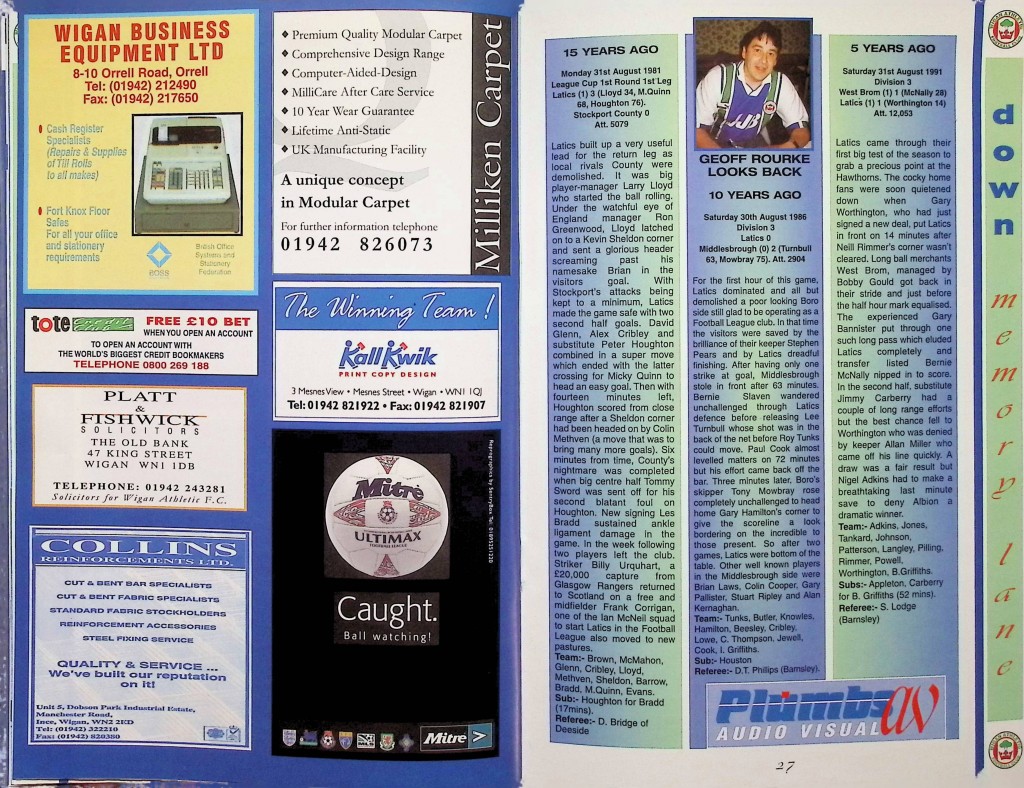 WIGAN BUSINESS
EQUIPMENT LTD
8-10 Orrell Road, Orrell
Tel: (01942) 212490
Fax: (01942) 217650
Cash Register
Specialists
(Repairs & Supplies
of Till Rolls
to all makes)
Fort Knox Floor
Safes
For all your office
and stationery
requirements
BOSS
British Office
Systems and
Stationery
Federation
❖ Premium Quality Modular Carpet
❖ Comprehensive Design Range
❖ Computer-Aided-Design
❖ MilliCare After Care Service
❖ 10 Year Wear Guarantee
❖ Lifetime Anti-Static
❖ UK Manufacturing Facility
A unique concept
in Modular Carpet
For further information telephone
01942 826073
Milliken Carpet
tote Credit Club
FREE £10 BET
WHEN YOU OPEN AN ACCOUNT
TO OPEN AN ACCOUNT WITH
THE WORLD'S BIGGEST CREDIT BOOKMAKERS
TELEPHONE 0800 269 188
The Winning Team !
KallKwik
PRINT COPY DESIGN
3 Mesnes View • Mesnes Street • Wigan • WN1 1QJ
Tel: 01942 821922 • Fax: 01942 821907
PLATT
&
FISHWICK
SOLICITORS
THE OLD BANK
47 KING STREET
WIGAN WN1 1DB
TELEPHONE: 01942 243281
Solicitors for Wigan Athletic F.C.
COLLINS
REINFORCEMENTS LTD.
CUT & BENT BAR SPECIALISTS
CUT & BENT FABRIC SPECIALISTS
STANDARD FABRIC STOCKHOLDERS
REINFORCEMENT ACCESSORIES
STEEL FIXING SERVICE
QUALITY & SERVICE ...
We've built our reputation
on it!
Unit 5, Dobson Park Industrial Estate,
Manchester Road,
Ince, Wigan, WN2 2ED
Tel: (01942) 322210
Fax: (01942) 820380
Mitre
ULTIMAX
Caught.
Ball watching!
Mitre
15 YEARS AGO
Monday 31st August 1981
League Cup 1st Round 1st Leg
Latics (1) 3 (Lloyd 34, M.Quinn
68, Houghton 76).
Stockport County 0
Att. 5079
Latics built up a very useful
lead for the return leg as
local rivals County were
demolished. It was big
player-manager Larry Lloyd
who started the ball rolling.
Under the watchful eye of
England manager Ron
Greenwood, Lloyd latched
on to a Kevin Sheldon corner
and sent a glorious header
screaming past his
namesake Brian in the
visitors goal. With
Stockport's attacks being
kept to a minimum, Latics
made the game safe with two
second half goals. David
Glenn, Alex Cribley and
substitute Peter Houghton
combined in a super move
which ended with the latter
crossing for Micky Quinn to
head an easy goal. Then with
fourteen minutes left,
Houghton scored from close
range after a Sheldon corner
had been headed on by Colin
Methven (a move that was to
bring many more goals). Six
minutes from time, County's
nightmare was completed
when big centre half Tommy
Sword was sent off for his
second blatant foul on
Houghton. New signing Les
Bradd sustained ankle
ligament damage in the
game. In the week following
two players left the club,
Striker Billy Urquhart, a
£20,000 capture from
Glasgow Rangers returned
to Scotland on a free and
midfielder Frank Corrigan,
one of the Ian McNeil squad
to start Latics in the Football
League also moved to new
pastures.
Team:- Brown, McMahon,
Glenn, Cribley, Lloyd,
Methven, Sheldon, Barrow,
Bradd, M.Quinn, Evans.
Sub:- Houghton for Bradd
(17mins).
Referee:- D. Bridge of
Deeside
JJB
GEOFF ROURKE
LOOKS BACK
10 YEARS AGO
Saturday 30th August 1986
Division 3
Latics 0
Middlesbrough (0) 2 (Turnbull
63, Mowbray 75). Att. 2904
For the first hour of this game,
Latics dominated and all but
demolished a poor looking Boro
side still glad to be operating as a
Football League club. In that time
the visitors were saved by the
brilliance of their keeper Stephen
Pears and by Latics dreadful
finishing. After having only one
strike at goal, Middlesbrough
stole in front after 63 minutes.
Bernie Slaven wandered
unchallenged through Latics
defence before releasing Lee
Turnbull whose shot was in the
back of the net before Roy Tunks
could move. Paul Cook almost
levelled matters on 72 minutes
but his effort came back off the
bar. Three minutes later, Boro's
skipper Tony Mowbray rose
completely unchallenged to head
home Gary Hamilton's corner to
give the scoreline a look
bordering on the incredible to
those present. So after two
games, Latics were bottom of the
table. Other well known players
in the Middlesbrough side were
Brian Laws, Colin Cooper, Gary
Pallister, Stuart Ripley and Alan
Kernaghan.
Team:- Tunks, Butler, Knowles,
Hamilton, Beesley, Cribley,
Lowe, C. Thompson, Jewell,
Cook, I. Griffiths.
Sub:- Houston
Referee:- D.T. Philips (Barnsley).
5 YEARS AGO
Saturday 31st August 1991
Division 3
West Brom (1) 1 (McNally 28)
Latics (1) 1 (Worthington 14)
Att. 12,053
Latics came through their
first big test of the season to
grab a precious point at the
Hawthorns. The cocky home
fans were soon quietened
down when Gary
Worthington, who had just
signed a new deal, put Latics
in front on 14 minutes after
Neill Rimmer's corner wasn't
cleared. Long ball merchants
West Brom, managed by
Bobby Gould got back in
their stride and just before
the half hour mark equalised.
The experienced Gary
Bannister put through one
such long pass which eluded
Latics completely and
transfer listed Bernie
McNally nipped in to score.
In the second half, substitute
Jimmy Carberry had a
couple of long range efforts
but the best chance fell to
Worthington who was denied
by keeper Allan Miller who
came off his line quickly. A
draw was a fair result but
Nigel Adkins had to make a
breathtaking last minute
save to deny Albion a
dramatic winner.
Team:- Adkins, Jones,
Tankard, Johnson,
Patterson, Langley, Pilling,
Rimmer, Powell,
Worthington, B.Griffiths.
Subs:- Appleton, Carberry
for B. Griffiths (52 mins).
Referee:- S. Lodge
(Barnsley)
Plumbs av
AUDIO VISUAL
27
down
memory lane